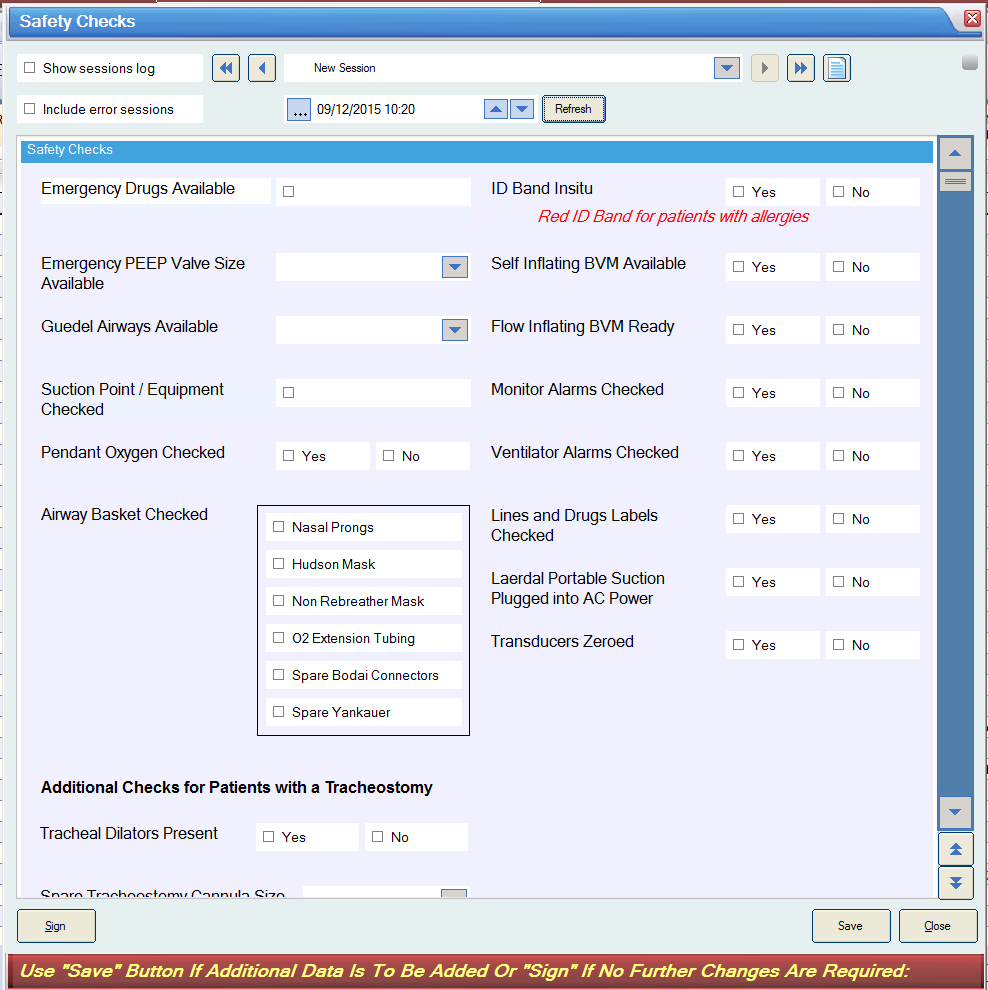 Safety Checks
Show sessions log
New Session
Include error sessions
... 09/12/2015 10:20
Refresh
Safety Checks
Emergency Drugs Available
ID Band Insitu
Yes
No
Red ID Band for patients with allergies
Emergency PEEP Valve Size
Available
Self Inflating BVM Available
Yes
No
Guedel Airways Available
Flow Inflating BVM Ready
Yes
No
Suction Point / Equipment
Checked
Monitor Alarms Checked
Yes
No
Pendant Oxygen Checked
Yes
No
Ventilator Alarms Checked
Yes
No
Airway Basket Checked
Nasal Prongs
Hudson Mask
Non Rebreather Mask
O2 Extension Tubing
Spare Bodai Connectors
Spare Yankauer
Lines and Drugs Labels
Checked
Yes
No
Laerdal Portable Suction
Plugged into AC Power
Yes
No
Transducers Zeroed
Yes
No
Additional Checks for Patients with a Tracheostomy
Tracheal Dilators Present
Yes
No
Spare Tracheostomy Cannula Size
Sign
Save
Close
Use "Save" Button If Additional Data Is To Be Added Or "Sign" If No Further Changes Are Required: